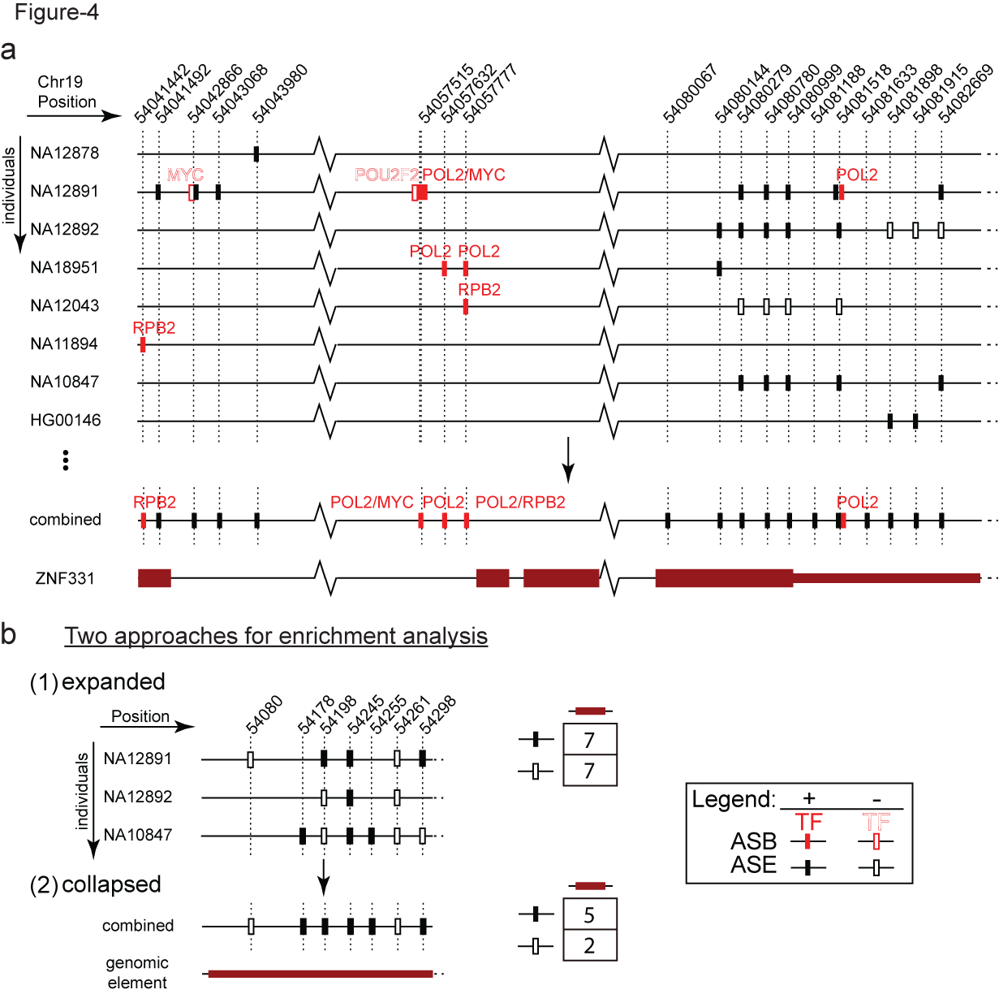 Figure-4
a
Chr19
Position
54041442
54041492
54042866
54043068
54043980
54057515
54057632
54057777
54080067
54080144
54080279
54080780
54080999
54081188
54081518
54081633
54081898
54081915
54082669
individuals
NA12878
MYC
POU2F2
POL2/MYC
POL2
NA12891
NA12892
POL2
POL2
NA18951
RPB2
NA12043
RPB2
NA11894
NA10847
HG00146
RPB2
POL2/MYC
POL2
POL2/RPB2
POL2
combined
ZNF331
b
Two approaches for enrichment analysis
(1) expanded
Position
54080
54178
54198
54245
54255
54261
54298
individuals
NA12891
NA12892
NA10847
7
7
(2) collapsed
combined
5
2
genomic
element
Legend: + -
TF TF
ASB
ASE